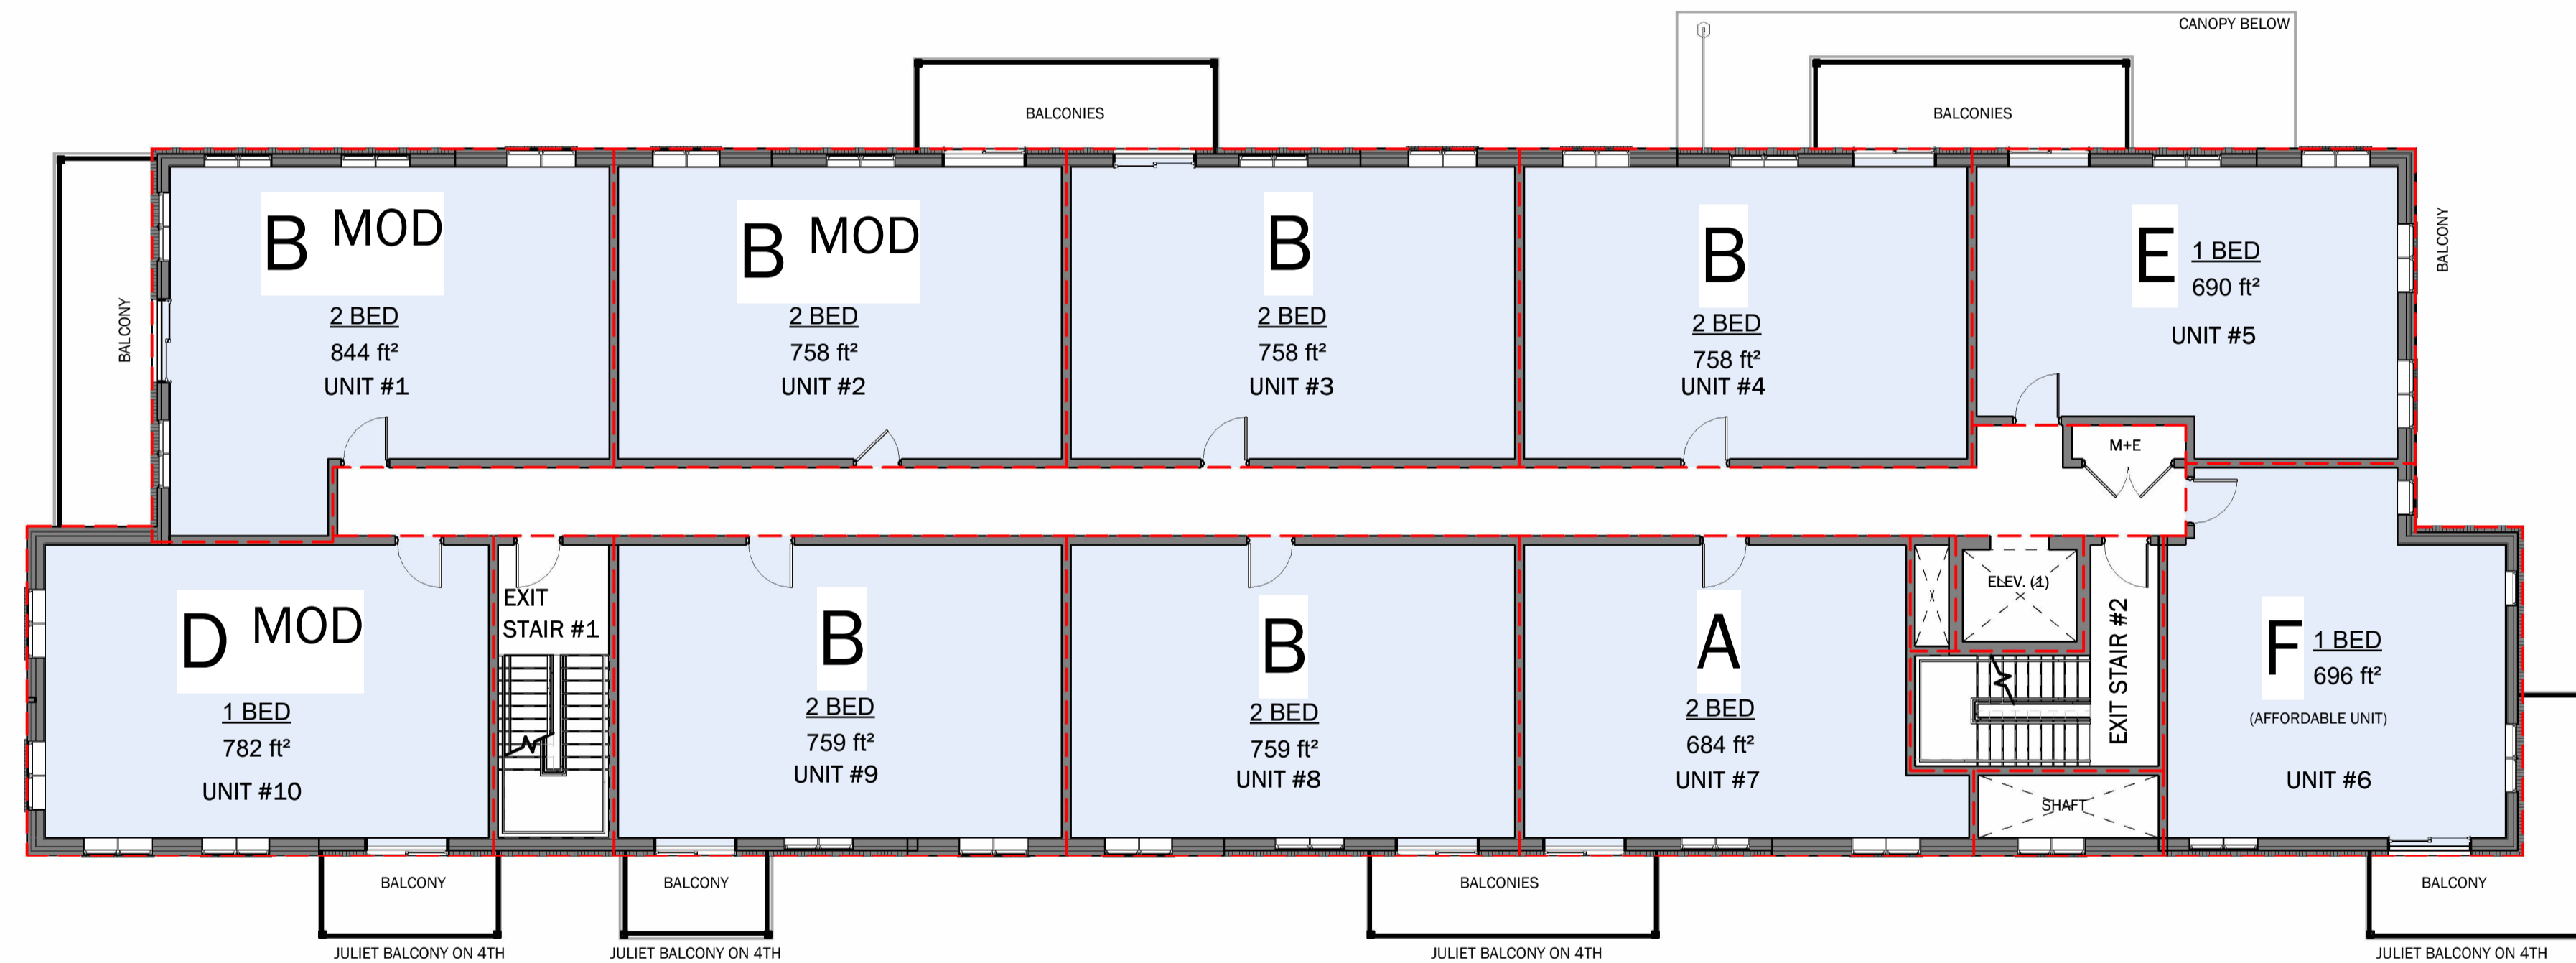 CANOPY BELOW
BALCONIES
BALCONIES
BALCONY
B MOD
2 BED
844 ft²
UNIT #1
B MOD
2 BED
758 ft²
UNIT #2
B
2 BED
758 ft²
UNIT #3
B
2 BED
758 ft²
UNIT #4
E
1 BED
690 ft²
UNIT #5
BALCONY
M+E
D MOD
1 BED
782 ft²
UNIT #10
EXIT
STAIR #1
B
2 BED
759 ft²
UNIT #9
B
2 BED
759 ft²
UNIT #8
A
2 BED
684 ft²
UNIT #7
ELEV. (1)
EXIT STAIR #2
SHAFT
F
1 BED
696 ft²
(AFFORDABLE UNIT)
UNIT #6
BALCONY
BALCONY
BALCONIES
BALCONY
JULIET BALCONY ON 4TH
JULIET BALCONY ON 4TH
JULIET BALCONY ON 4TH
JULIET BALCONY ON 4TH